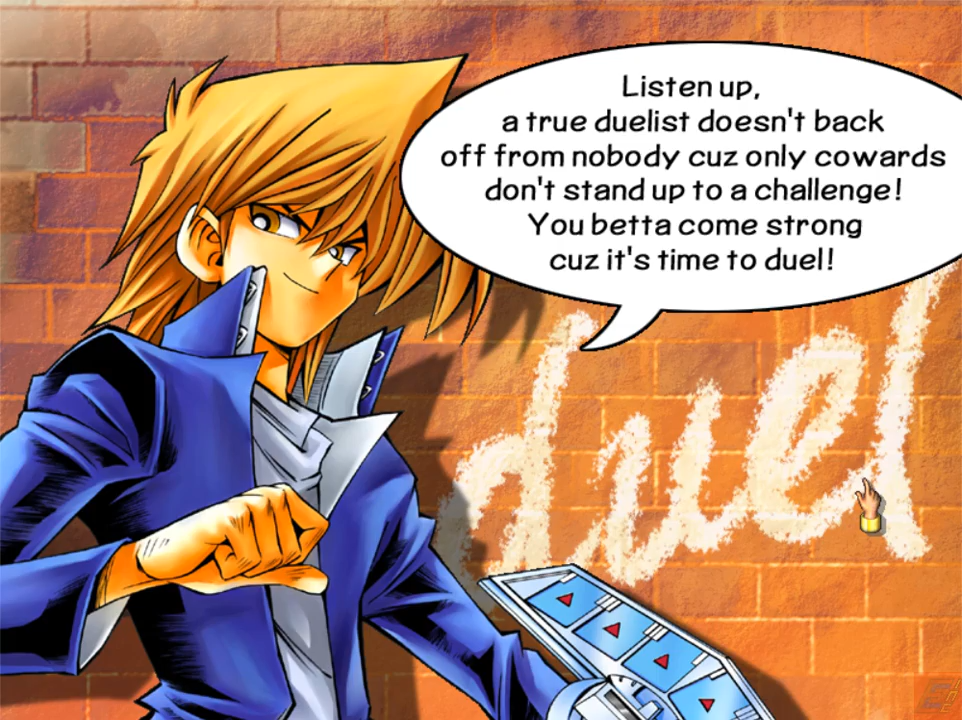 Listen up,
a true duelist doesn't back
off from nobody cuz only cowards
don't stand up to a challenge!
You betta come strong
cuz it's time to duel!
duel